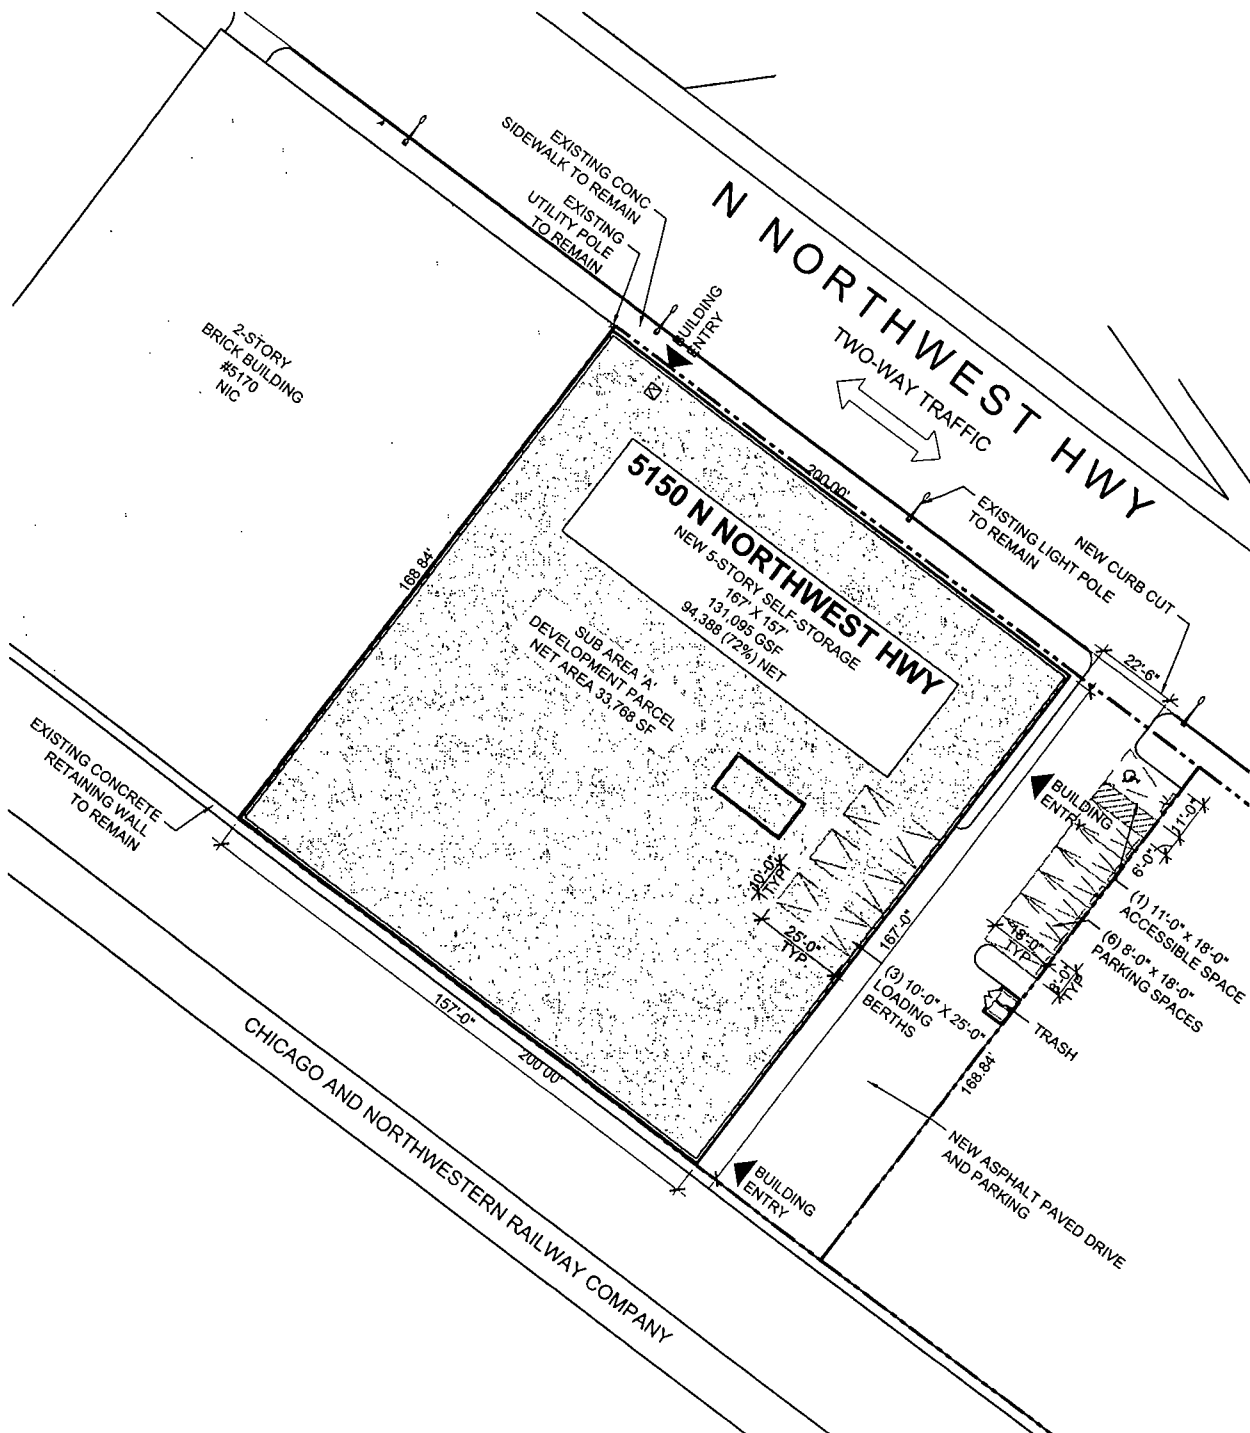 EXISTING CONC
SIDEWALK TO REMAIN
EXISTING
UTILITY POLE
TO REMAIN
BUILDING
ENTRY
N NORTHWEST HWY
TWO-WAY TRAFFIC
2-STORY
BRICK BUILDING
#5170
NIC
200.00'
168.84'
5150 N NORTHWEST HWY
NEW 5-STORY SELF-STORAGE
167' X 157'
131,095 GSF
94,386 (72%) NET
SUB AREA 'A'
DEVELOPMENT PARCEL
NET AREA 33,768 SF
EXISTING LIGHT POLE
TO REMAIN
NEW CURB CUT
22'-6"
BUILDING
ENTRY
11'-0"
6'-0"
(1) 11'-0" X 18'-0"
ACCESSIBLE SPACE
(6) 8'-0" X 18'-0"
PARKING SPACES
18'-0"
TYP
8'-0"
TYP
TRASH
10'-0"
TYP
25'-0"
TYP
167'-0"
(3) 10'-0" X 25'-0"
LOADING
BERTHS
168.84'
NEW ASPHALT PAVED DRIVE
AND PARKING
BUILDING
ENTRY
EXISTING CONCRETE
RETAINING WALL
TO REMAIN
157'-0"
200.00'
CHICAGO AND NORTHWESTERN RAILWAY COMPANY